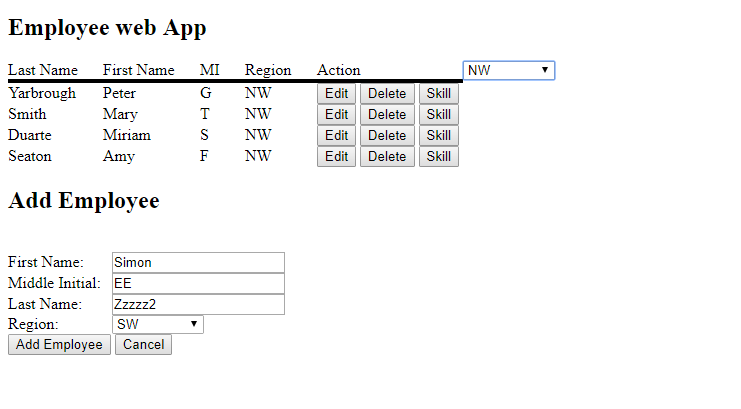 Employee web App
Last Name First Name MI Region Action NW
Yarbrough Peter G NW Edit Delete Skill
Smith Mary T NW Edit Delete Skill
Duarte Miriam S NW Edit Delete Skill
Seaton Amy F NW Edit Delete Skill
Add Employee
First Name: Simon
Middle Initial: EE
Last Name: Zzzzz2
Region: SW
Add Employee Cancel